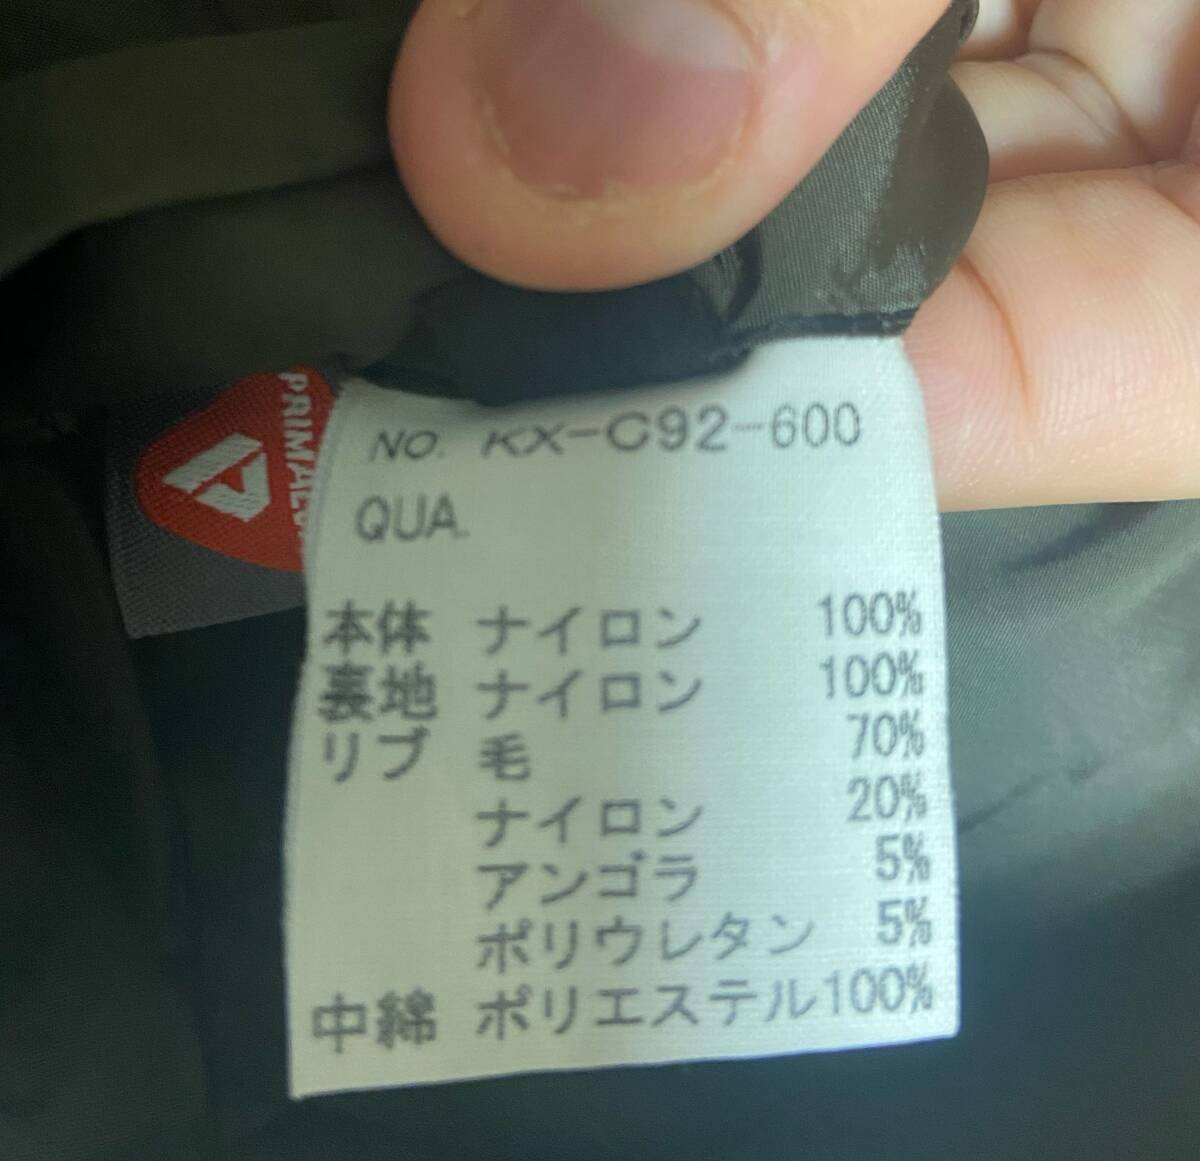 NO. KX-C92-600
QUA.
本体 ナイロン 100%
裏地 ナイロン 100%
リブ 毛 70%
ナイロン 20%
アンゴラ 5%
ポリウレタン 5%
中綿 ポリエステル100%